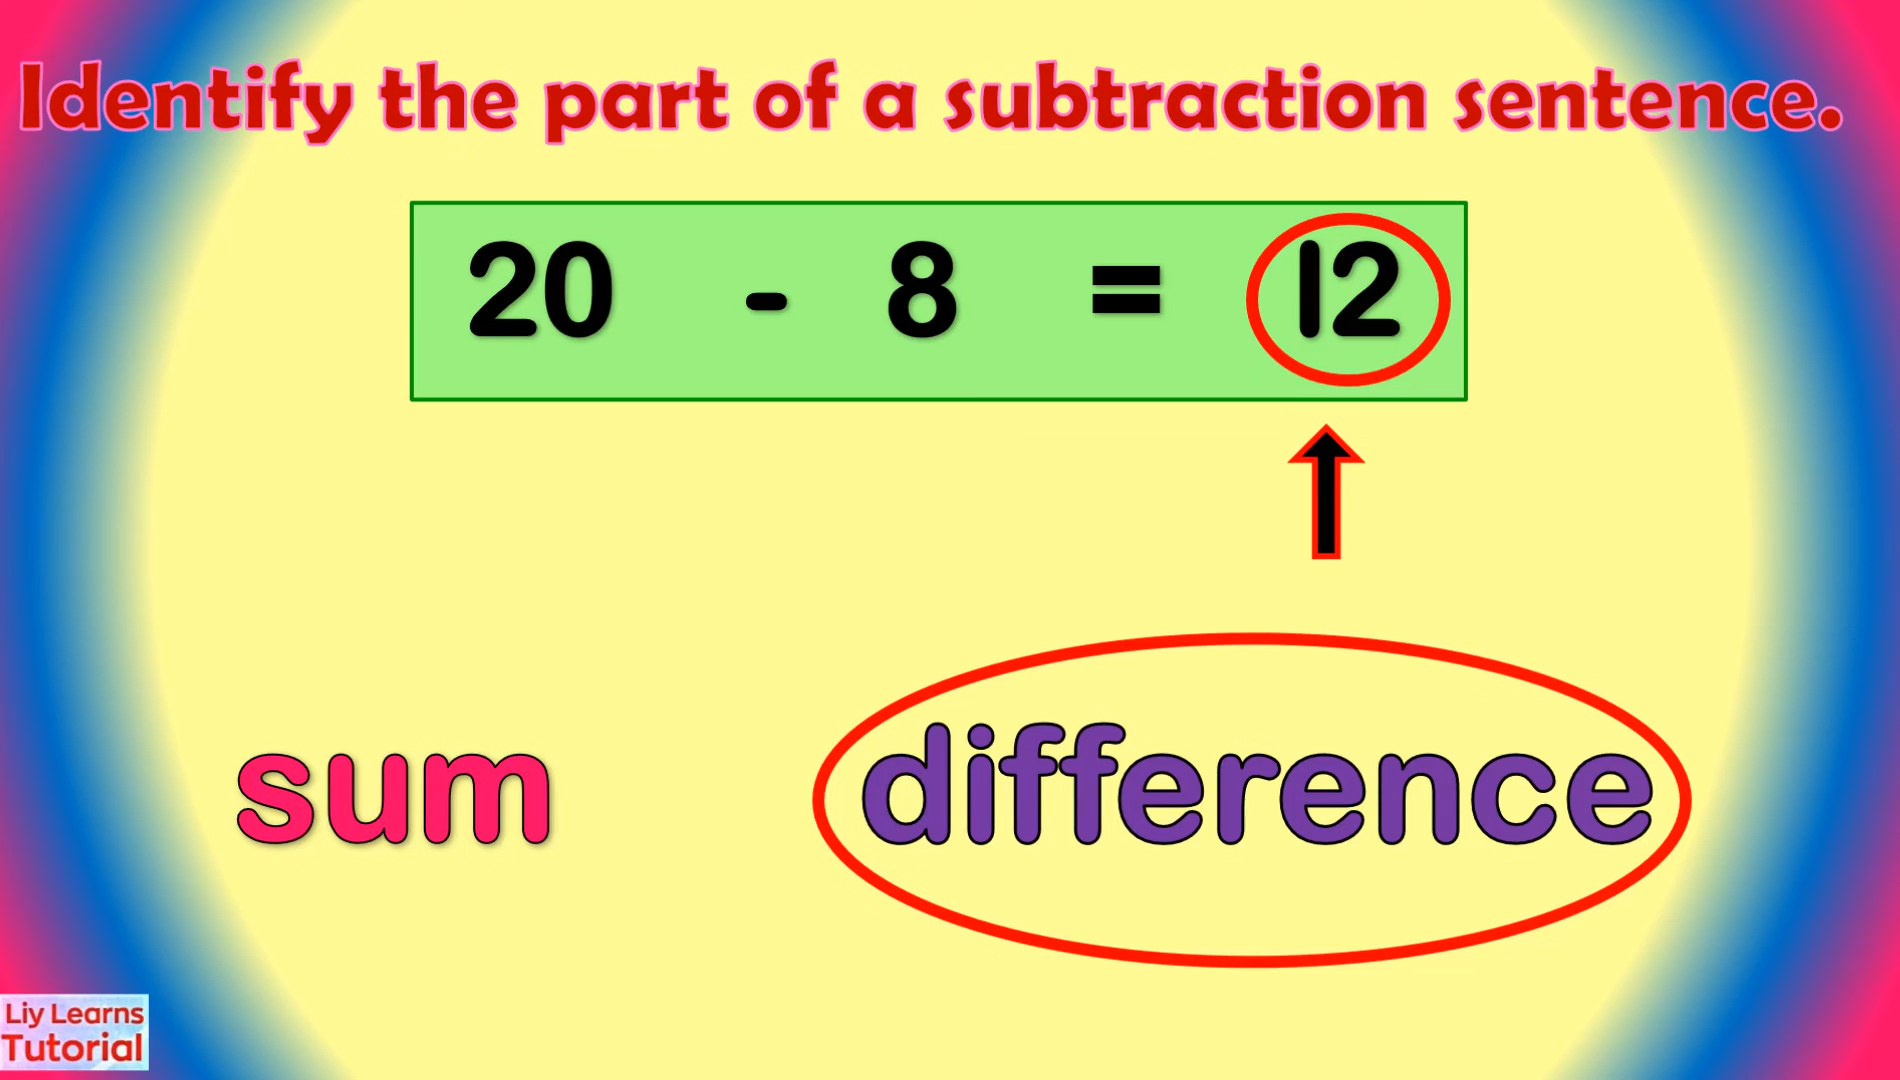 Identify the part of a subtraction sentence.
20 - 8 = 12
sum difference
Liy Learns
Tutorial